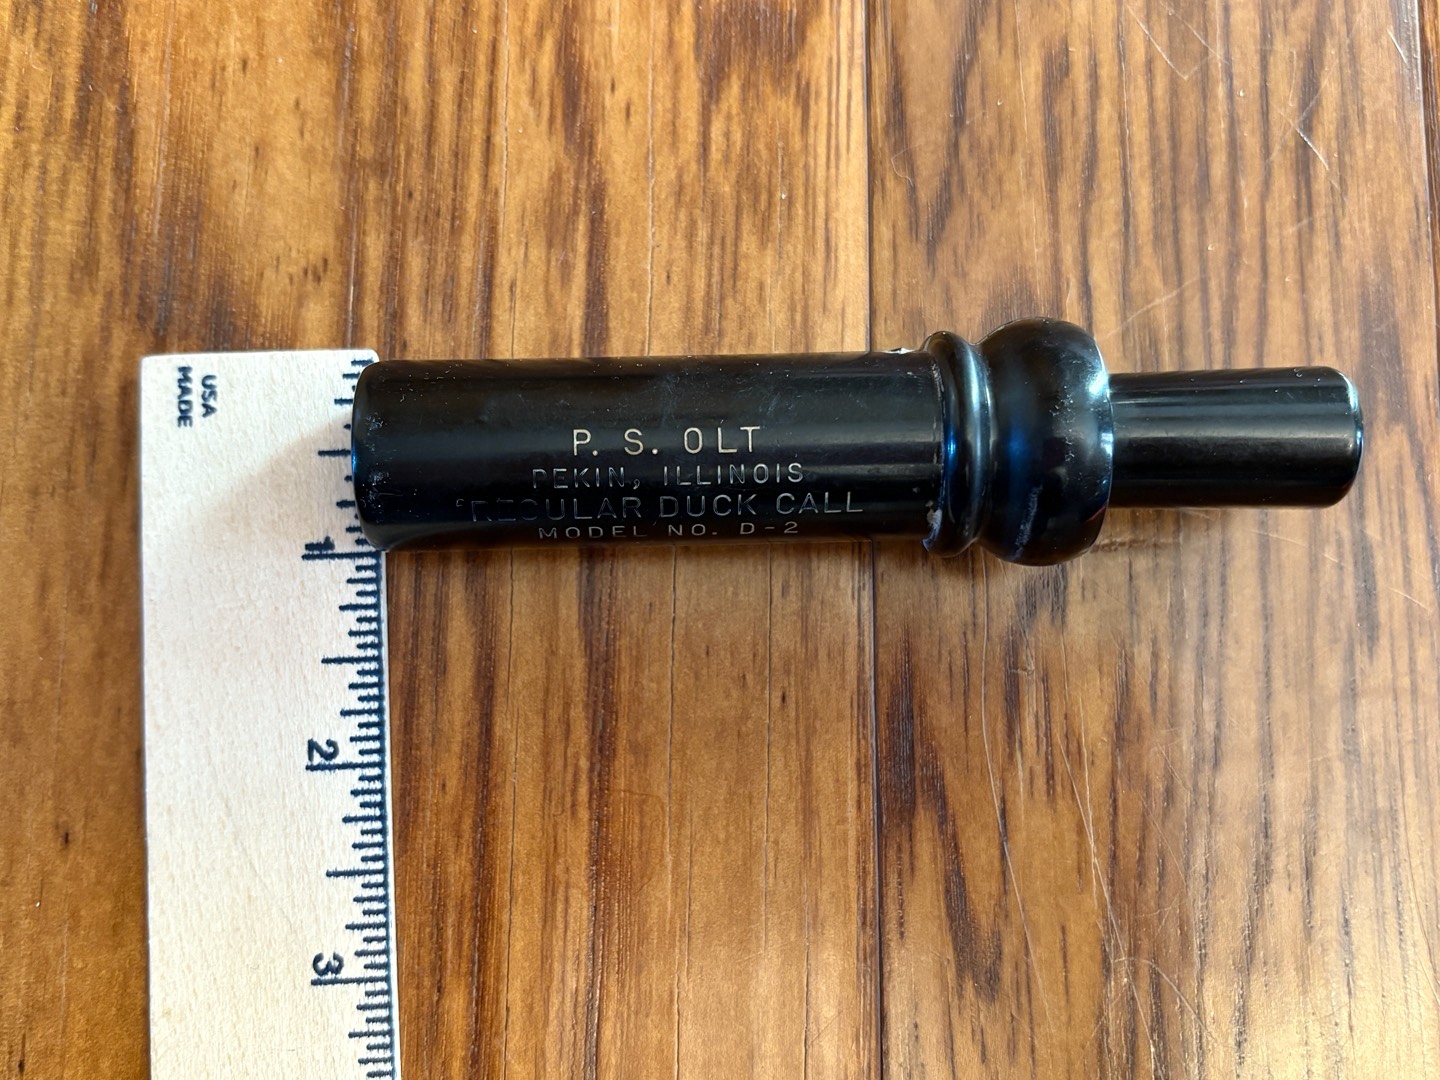 P. S. OLT
PEKIN, ILLINOIS
"REGULAR DUCK CALL
MODEL NO. D-2
USA
MADE
1
2
3